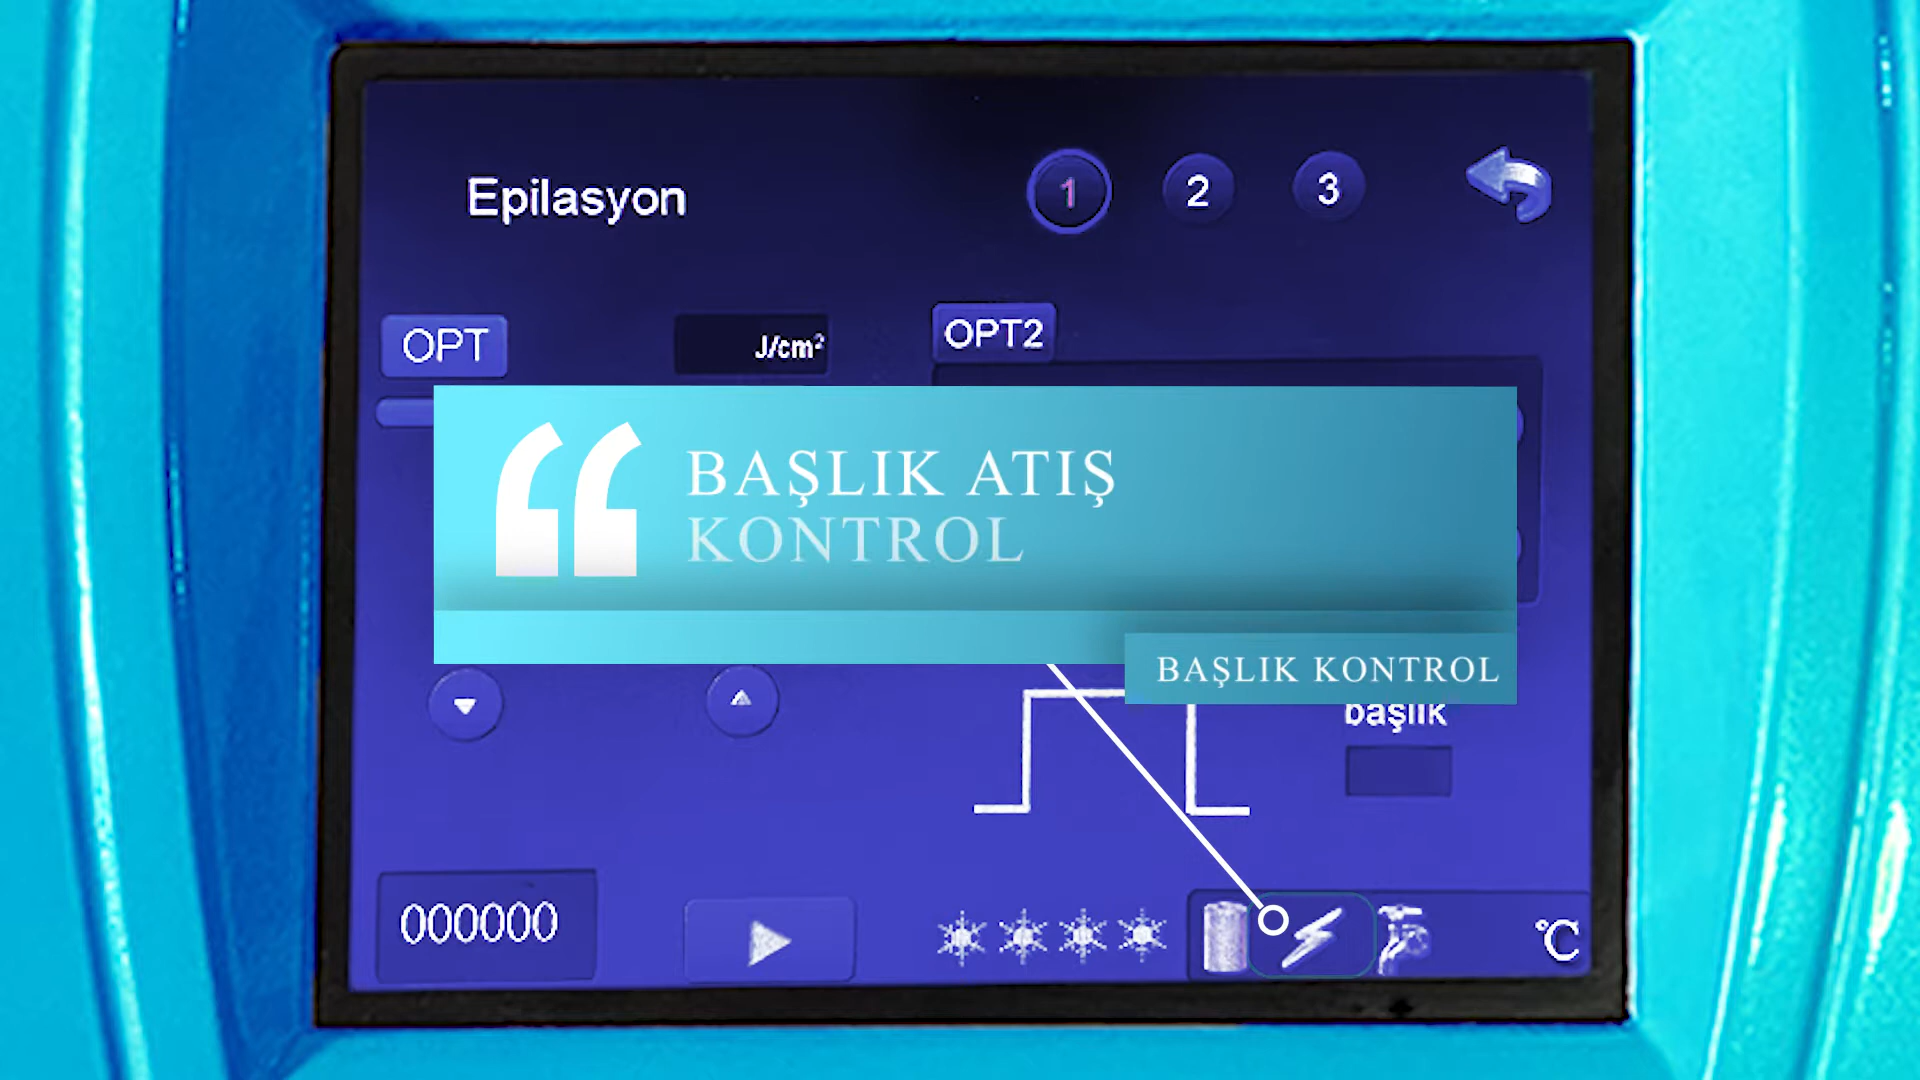 Epilasyon
1 2 3
OPT
J/cm²
OPT2
BAŞLIK ATIŞ
KONTROL
BAŞLIK KONTROL
başlık
000000
°C